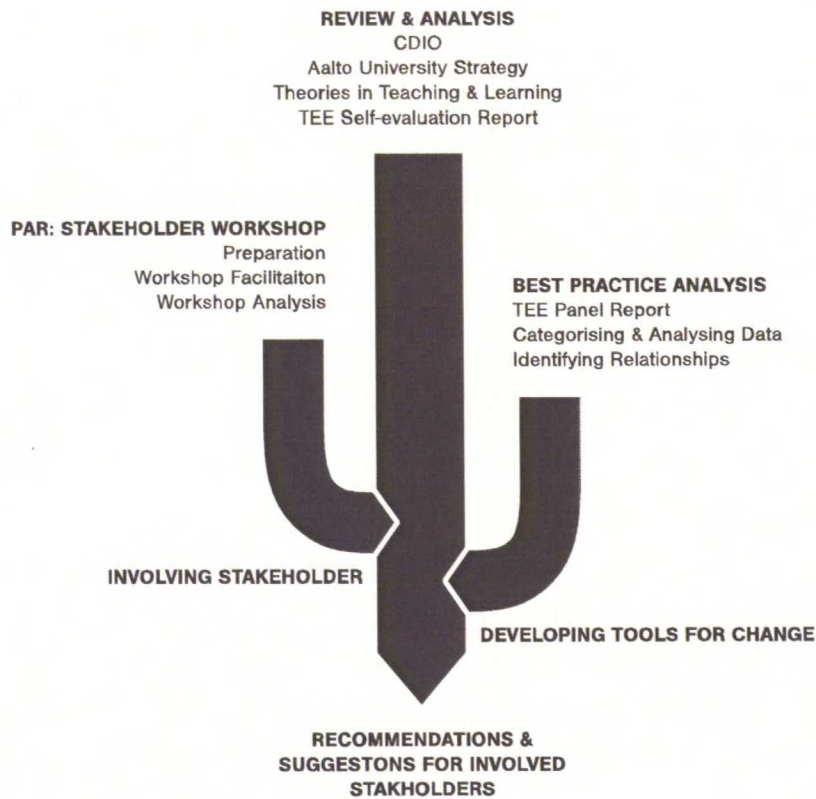 REVIEW & ANALYSIS
CDIO
Aalto University Strategy
Theories in Teaching & Learning
TEE Self-evaluation Report
PAR: STAKEHOLDER WORKSHOP
Preparation
Workshop Facilitaiton
Workshop Analysis
BEST PRACTICE ANALYSIS
TEE Panel Report
Categorising & Analysing Data
Identifying Relationships
INVOLVING STAKEHOLDER
DEVELOPING TOOLS FOR CHANGE
RECOMMENDATIONS &
SUGGESTONS FOR INVOLVED
STAKHOLDERS